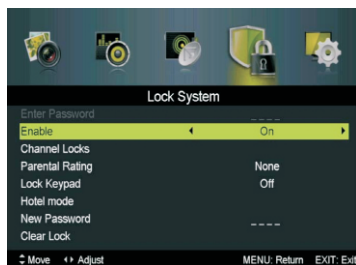 Lock System
Enter Password _ _ _ _
Enable On
Channel Locks
Parental Rating None
Lock Keypad Off
Hotel mode
New Password _ _ _ _
Clear Lock
Move Adjust MENU: Return EXIT: Exit